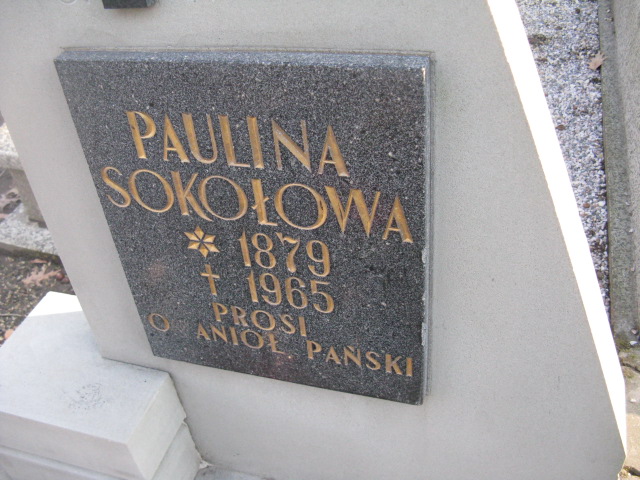 PAULINA
SOKOŁOWA
* 1879
† 1965
PROSI
O ANIOŁ PAŃSKI